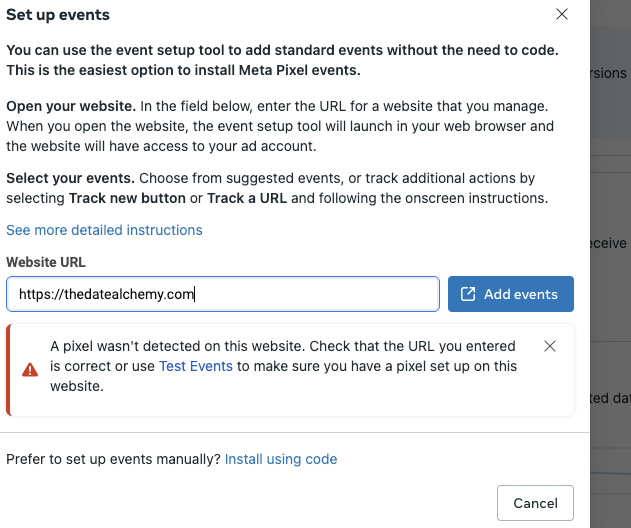 Set up events
You can use the event setup tool to add standard events without the need to code.
This is the easiest option to install Meta Pixel events.
rsions
Open your website. In the field below, enter the URL for a website that you manage.
When you open the website, the event setup tool will launch in your web browser and
the website will have access to your ad account.
Select your events. Choose from suggested events, or track additional actions by
selecting Track new button or Track a URL and following the onscreen instructions.
See more detailed instructions
eceive
Website URL
https://thedatealchemy.com
Add events
A pixel wasn't detected on this website. Check that the URL you entered
is correct or use Test Events to make sure you have a pixel set up on this
website.
ted dat
Prefer to set up events manually? Install using code
Cancel